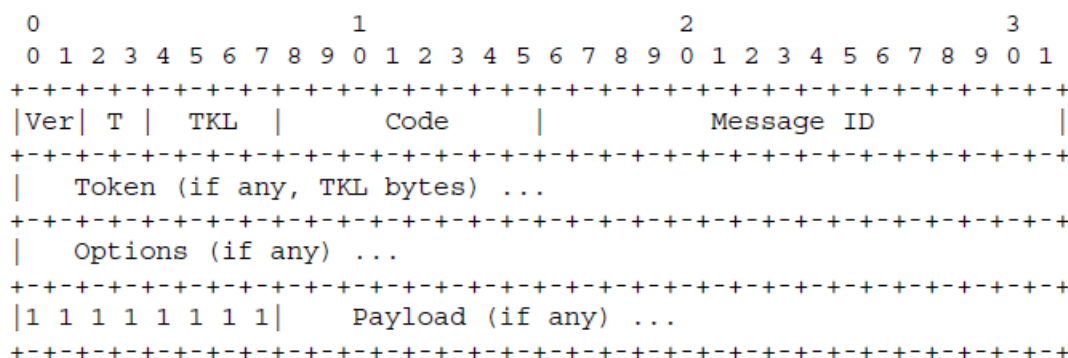 0                   1                   2                   3
 0 1 2 3 4 5 6 7 8 9 0 1 2 3 4 5 6 7 8 9 0 1 2 3 4 5 6 7 8 9 0 1
+-+-+-+-+-+-+-+-+-+-+-+-+-+-+-+-+-+-+-+-+-+-+-+-+-+-+-+-+-+-+-+-+
|Ver| T |  TKL  |      Code     |          Message ID           |
+-+-+-+-+-+-+-+-+-+-+-+-+-+-+-+-+-+-+-+-+-+-+-+-+-+-+-+-+-+-+-+-+
|   Token (if any, TKL bytes) ...
+-+-+-+-+-+-+-+-+-+-+-+-+-+-+-+-+-+-+-+-+-+-+-+-+-+-+-+-+-+-+-+-+
|   Options (if any) ...
+-+-+-+-+-+-+-+-+-+-+-+-+-+-+-+-+-+-+-+-+-+-+-+-+-+-+-+-+-+-+-+-+
|1 1 1 1 1 1 1 1|    Payload (if any) ...
+-+-+-+-+-+-+-+-+-+-+-+-+-+-+-+-+-+-+-+-+-+-+-+-+-+-+-+-+-+-+-+-+